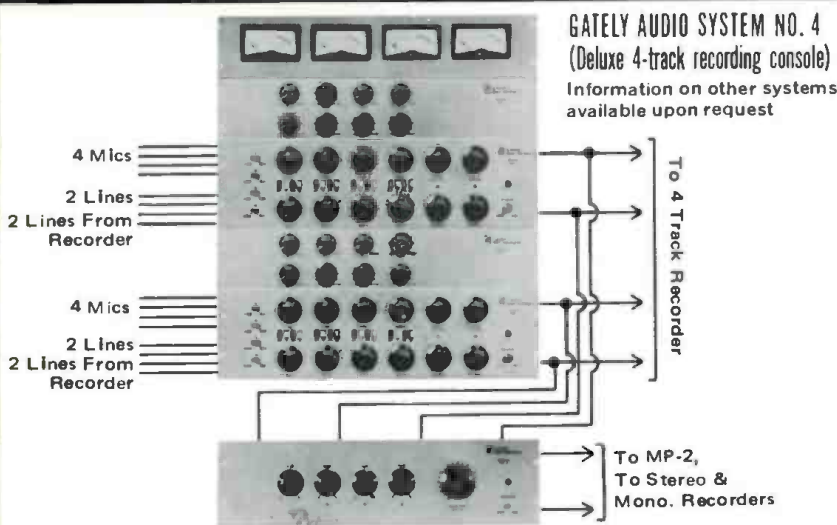 GATELY AUDIO SYSTEM NO. 4
(Deluxe 4-track recording console)
Information on other systems
available upon request
4 Mics
2 Lines
2 Lines From
Recorder
4 Mics
2 Lines
2 Lines From
Recorder
To 4 Track Recorder
To MP-2,
To Stereo &
Mono. Recorders